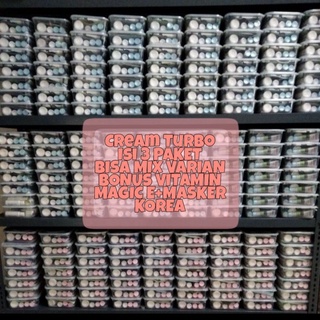 CREAM TURBO
ISI 3 PAKET
BISA MIX VARIAN
BONUS VITAMIN
MAGIC E+MASKER
KOREA